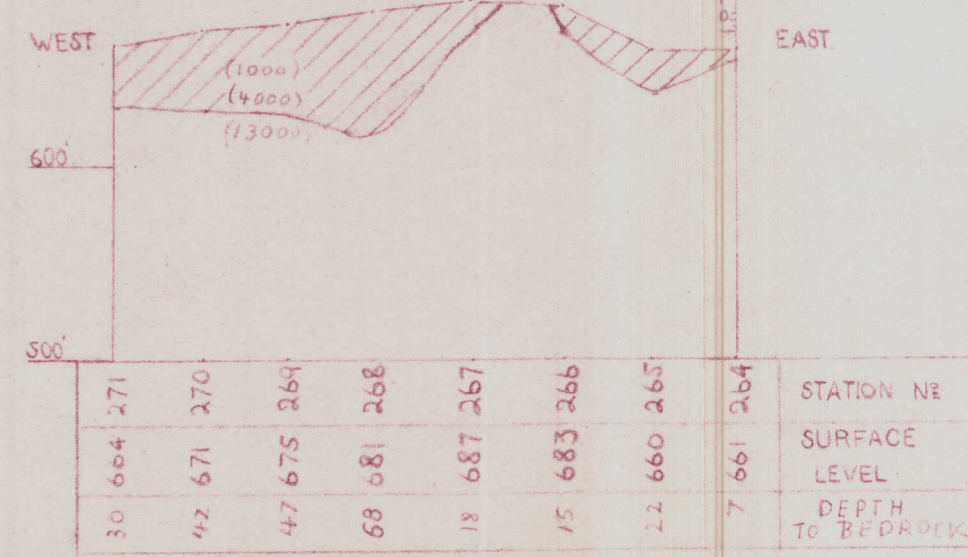 WEST
EAST
I.P.
(1000)
(4000)
(13000)
600'
500'
271 270 269 268 267 266 265 264 STATION Nº
664 671 675 681 687 683 660 661 SURFACE LEVEL
30 42 47 68 18 15 22 7 DEPTH TO BEDROCK